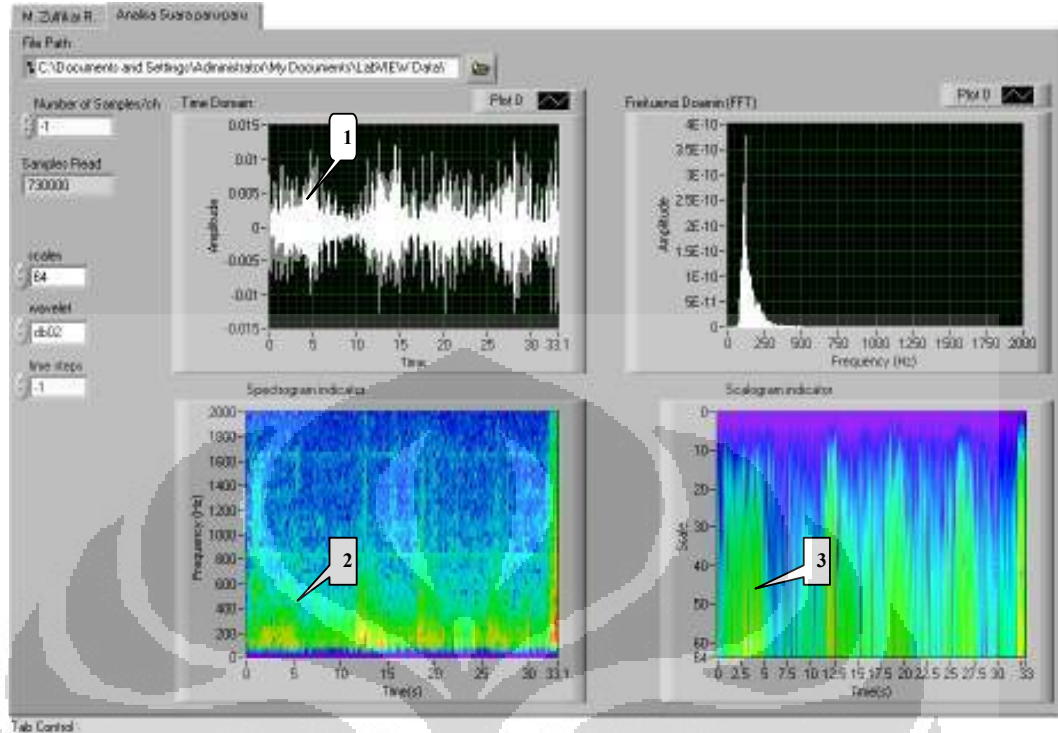 M. Zulfikar R. Analisa Suara paru-paru
File Path
C:\Documents and Settings\Administrator\My Documents\LabVIEW Data\
Number of Samples/ch
-1
Samples Read
730000
scales
64
wavelet
db02
time steps
-1
Time Domain
Plot 0
0.015
0.01
0.005
0
-0.005
-0.01
-0.015
Amplitude
0 5 10 15 20 25 30 33.1
Time
1
Frekuensi Domain (FFT)
Plot 0
4E-10
3.5E-10
3E-10
2.5E-10
2E-10
1.5E-10
1E-10
5E-11
0
Amplitude
0 250 500 750 1000 1250 1500 1750 2000
Frequency (Hz)
Spectrogram indicator
2000
1800
1600
1400
1200
1000
800
600
400
200
0
Frequency (Hz)
0 5 10 15 20 25 30 33.1
Time(s)
2
Scalogram indicator
0
10
20
30
40
50
60
64
Scale
0 2.5 5 7.5 10 12.5 15 17.5 20 22.5 25 27.5 30 33
Time(s)
3
Tab Control